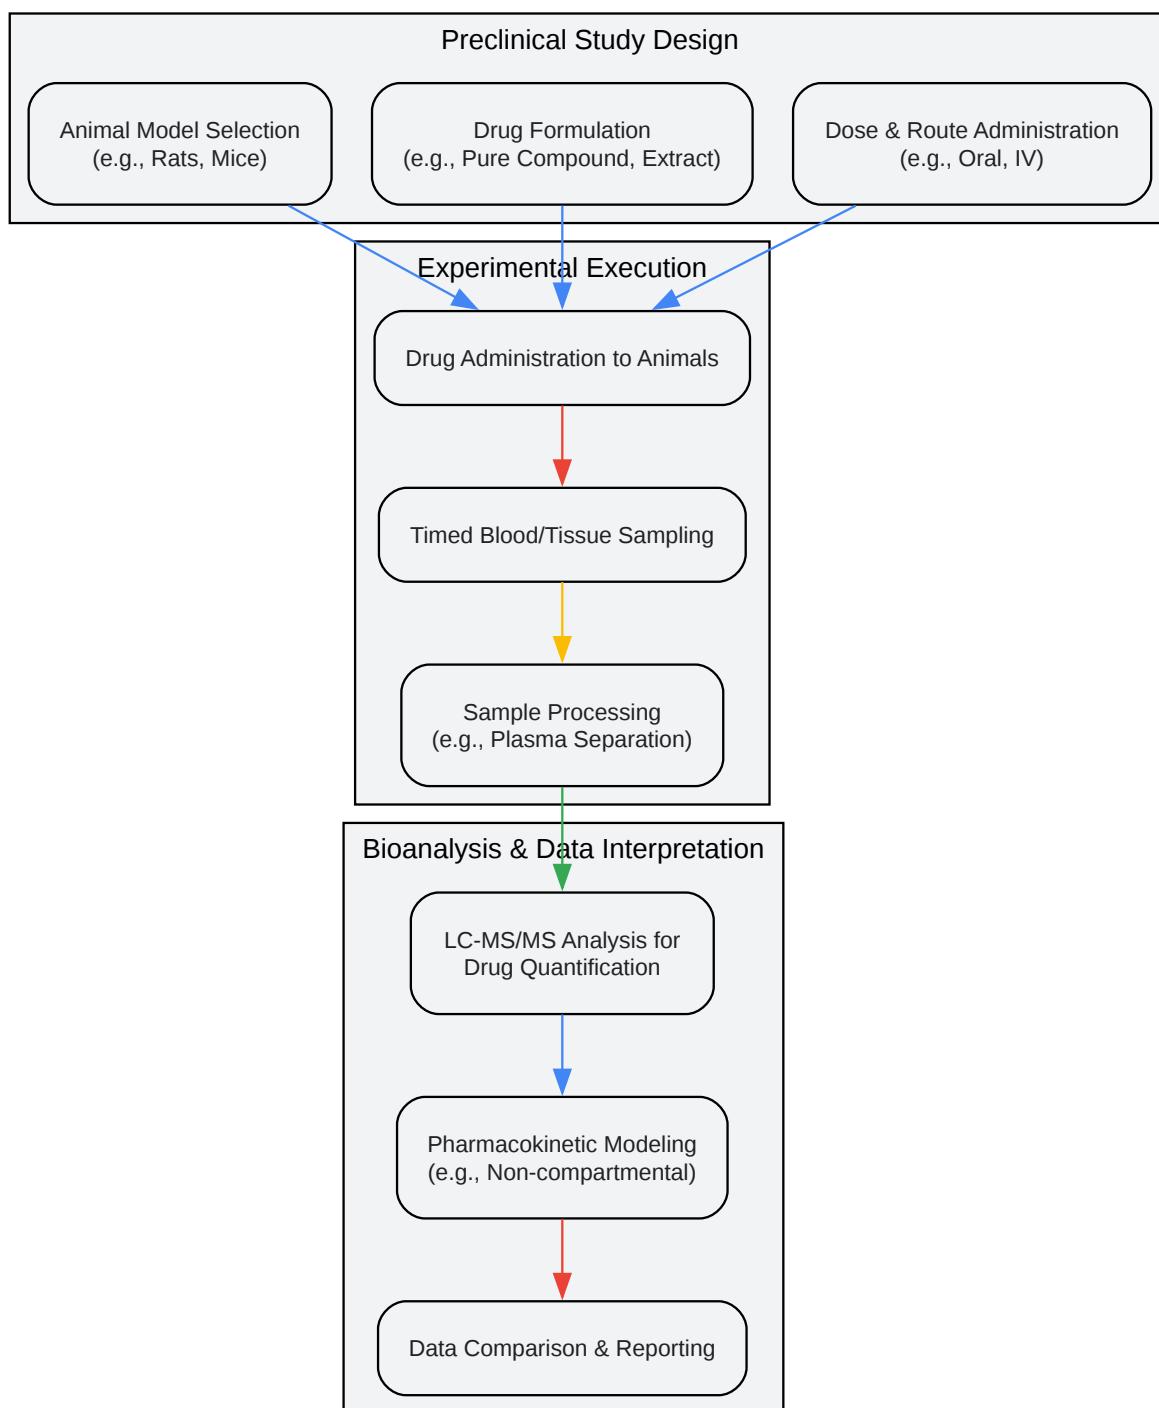 Preclinical Study Design
Animal Model Selection
(e.g., Rats, Mice)
Drug Formulation
(e.g., Pure Compound, Extract)
Dose & Route Administration
(e.g., Oral, IV)
Experimental Execution
Drug Administration to Animals
Timed Blood/Tissue Sampling
Sample Processing
(e.g., Plasma Separation)
Bioanalysis & Data Interpretation
LC-MS/MS Analysis for
Drug Quantification
Pharmacokinetic Modeling
(e.g., Non-compartmental)
Data Comparison & Reporting